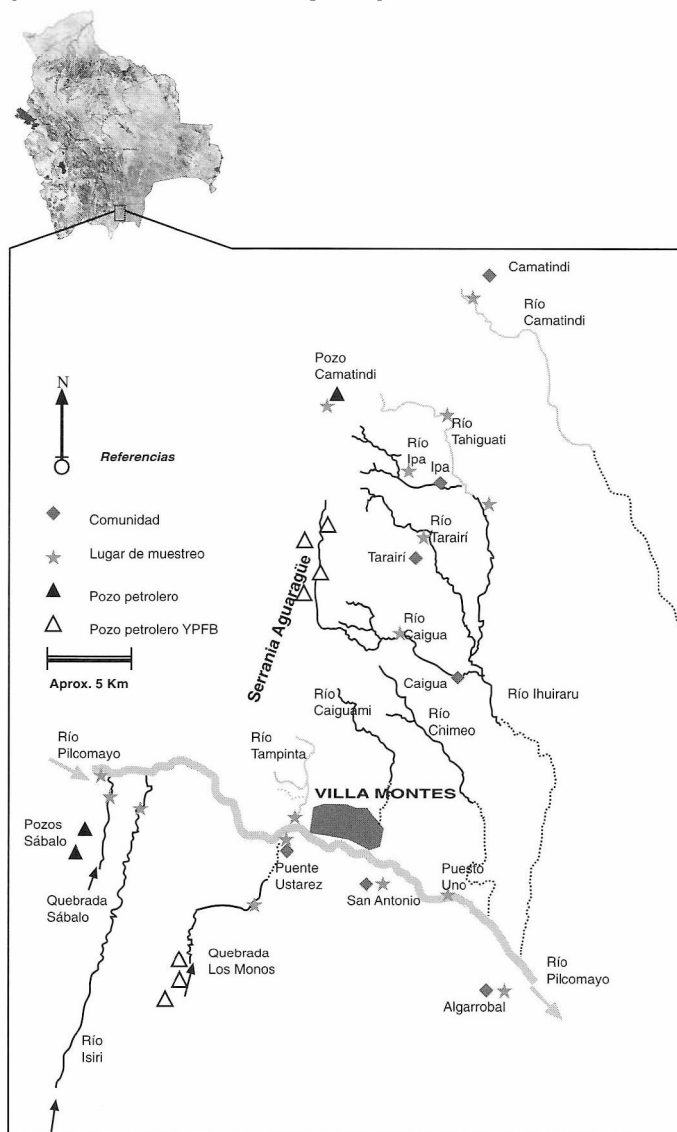 Camatindi
Río
Camatindi
Pozo
Camatindi
N
Río
Tahiguati
Río
Ipa
Ipa
Referencias
Comunidad
Río
Tarairí
Lugar de muestreo
Tarairí
Pozo petrolero
Serrania Aguaragüe
Pozo petrolero YPFB
Río
Caigua
Aprox. 5 Km
Caigua
Río Ihuiraru
Río
Caiguami
Río
Chimeo
Río
Pilcomayo
Río
Tampinta
VILLA MONTES
Pozos
Sábalo
Puente
Ustarez
Puesto
Uno
San Antonio
Quebrada
Sábalo
Quebrada
Los Monos
Río
Pilcomayo
Algarrobal
Río
Isiri